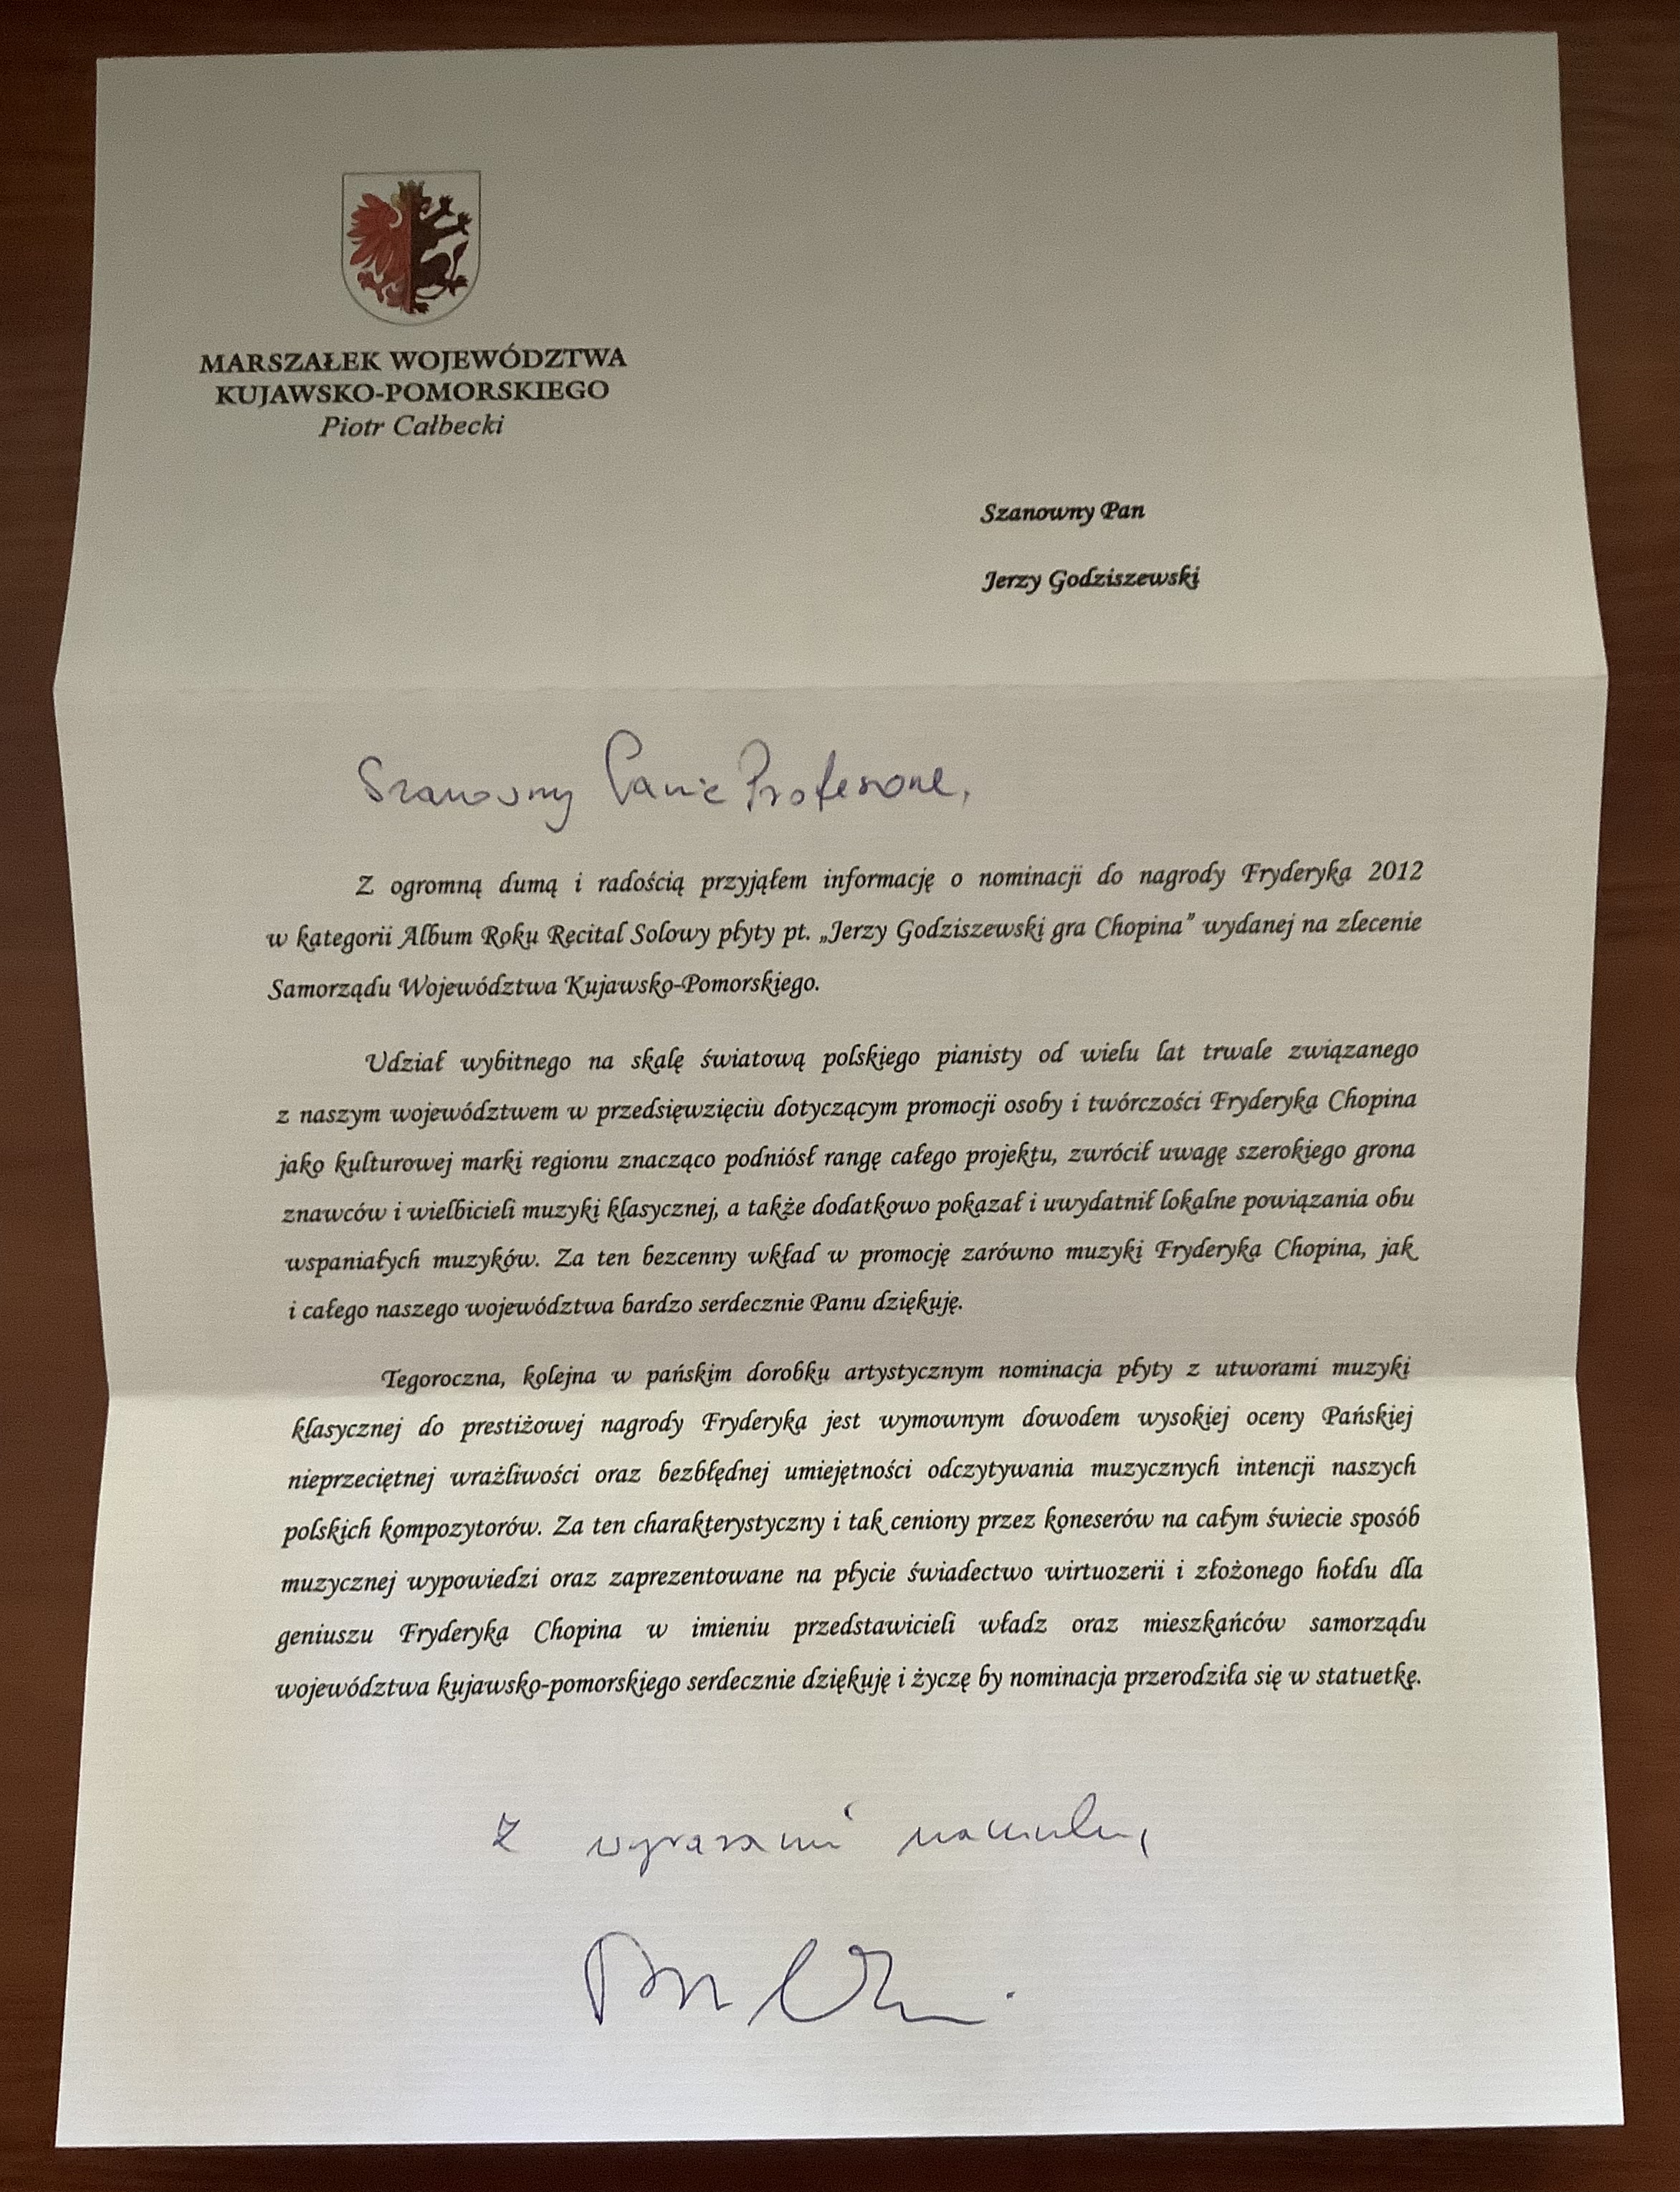 MARSZAŁEK WOJEWÓDZTWA
KUJAWSKO-POMORSKIEGO
Piotr Całbecki
Szanowny Pan
Jerzy Godziszewski
Szanowny Panie Profesorze,
Z ogromną dumą i radością przyjąłem informację o nominacji do nagrody Fryderyka 2012
w kategorii Album Roku Recital Solowy płyty pt. „Jerzy Godziszewski gra Chopina” wydanej na zlecenie
Samorządu Województwa Kujawsko-Pomorskiego.
Udział wybitnego na skalę światową polskiego pianisty od wielu lat trwale związanego
z naszym województwem w przedsięwzięciu dotyczącym promocji osoby i twórczości Fryderyka Chopina
jako kulturowej marki regionu znacząco podniósł rangę całego projektu, zwrócił uwagę szerokiego grona
znawców i wielbicieli muzyki klasycznej, a także dodatkowo pokazał i uwydatnił lokalne powiązania obu
wspaniałych muzyków. Za ten bezcenny wkład w promocję zarówno muzyki Fryderyka Chopina, jak
i całego naszego województwa bardzo serdecznie Panu dziękuję.
Tegoroczna, kolejna w pańskim dorobku artystycznym nominacja płyty z utworami muzyki
klasycznej do prestiżowej nagrody Fryderyka jest wymownym dowodem wysokiej oceny Pańskiej
nieprzeciętnej wrażliwości oraz bezbłędnej umiejętności odczytywania muzycznych intencji naszych
polskich kompozytorów. Za ten charakterystyczny i tak ceniony przez koneserów na całym świecie sposób
muzycznej wypowiedzi oraz zaprezentowane na płycie świadectwo wirtuozerii i złożonego hołdu dla
geniuszu Fryderyka Chopina w imieniu przedstawicieli władz oraz mieszkańców samorządu
województwa kujawsko-pomorskiego serdecznie dziękuję i życzę by nominacja przerodziła się w statuetkę.
Z wyrazami